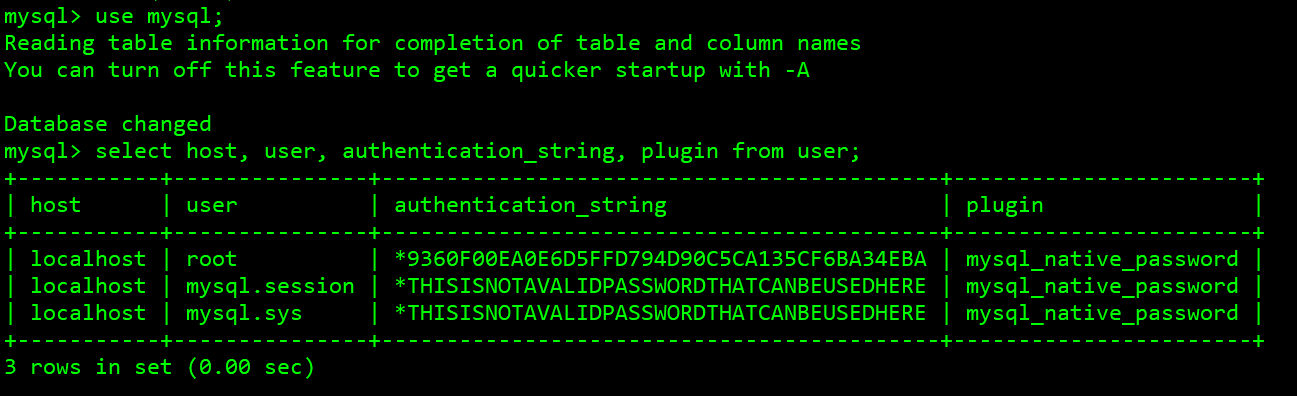 mysql> use mysql;
Reading table information for completion of table and column names
You can turn off this feature to get a quicker startup with -A
Database changed
mysql> select host, user, authentication_string, plugin from user;
+-----------+---------------+-------------------------------------------+-----------------------+
| host      | user          | authentication_string                     | plugin                |
+-----------+---------------+-------------------------------------------+-----------------------+
| localhost | root          | *9360F00EA0E6D5FFD794D90C5CA135CF6BA34EBA | mysql_native_password |
| localhost | mysql.session | *THISISNOTAVALIDPASSWORDTHATCANBEUSEDHERE | mysql_native_password |
| localhost | mysql.sys     | *THISISNOTAVALIDPASSWORDTHATCANBEUSEDHERE | mysql_native_password |
+-----------+---------------+-------------------------------------------+-----------------------+
3 rows in set (0.00 sec)